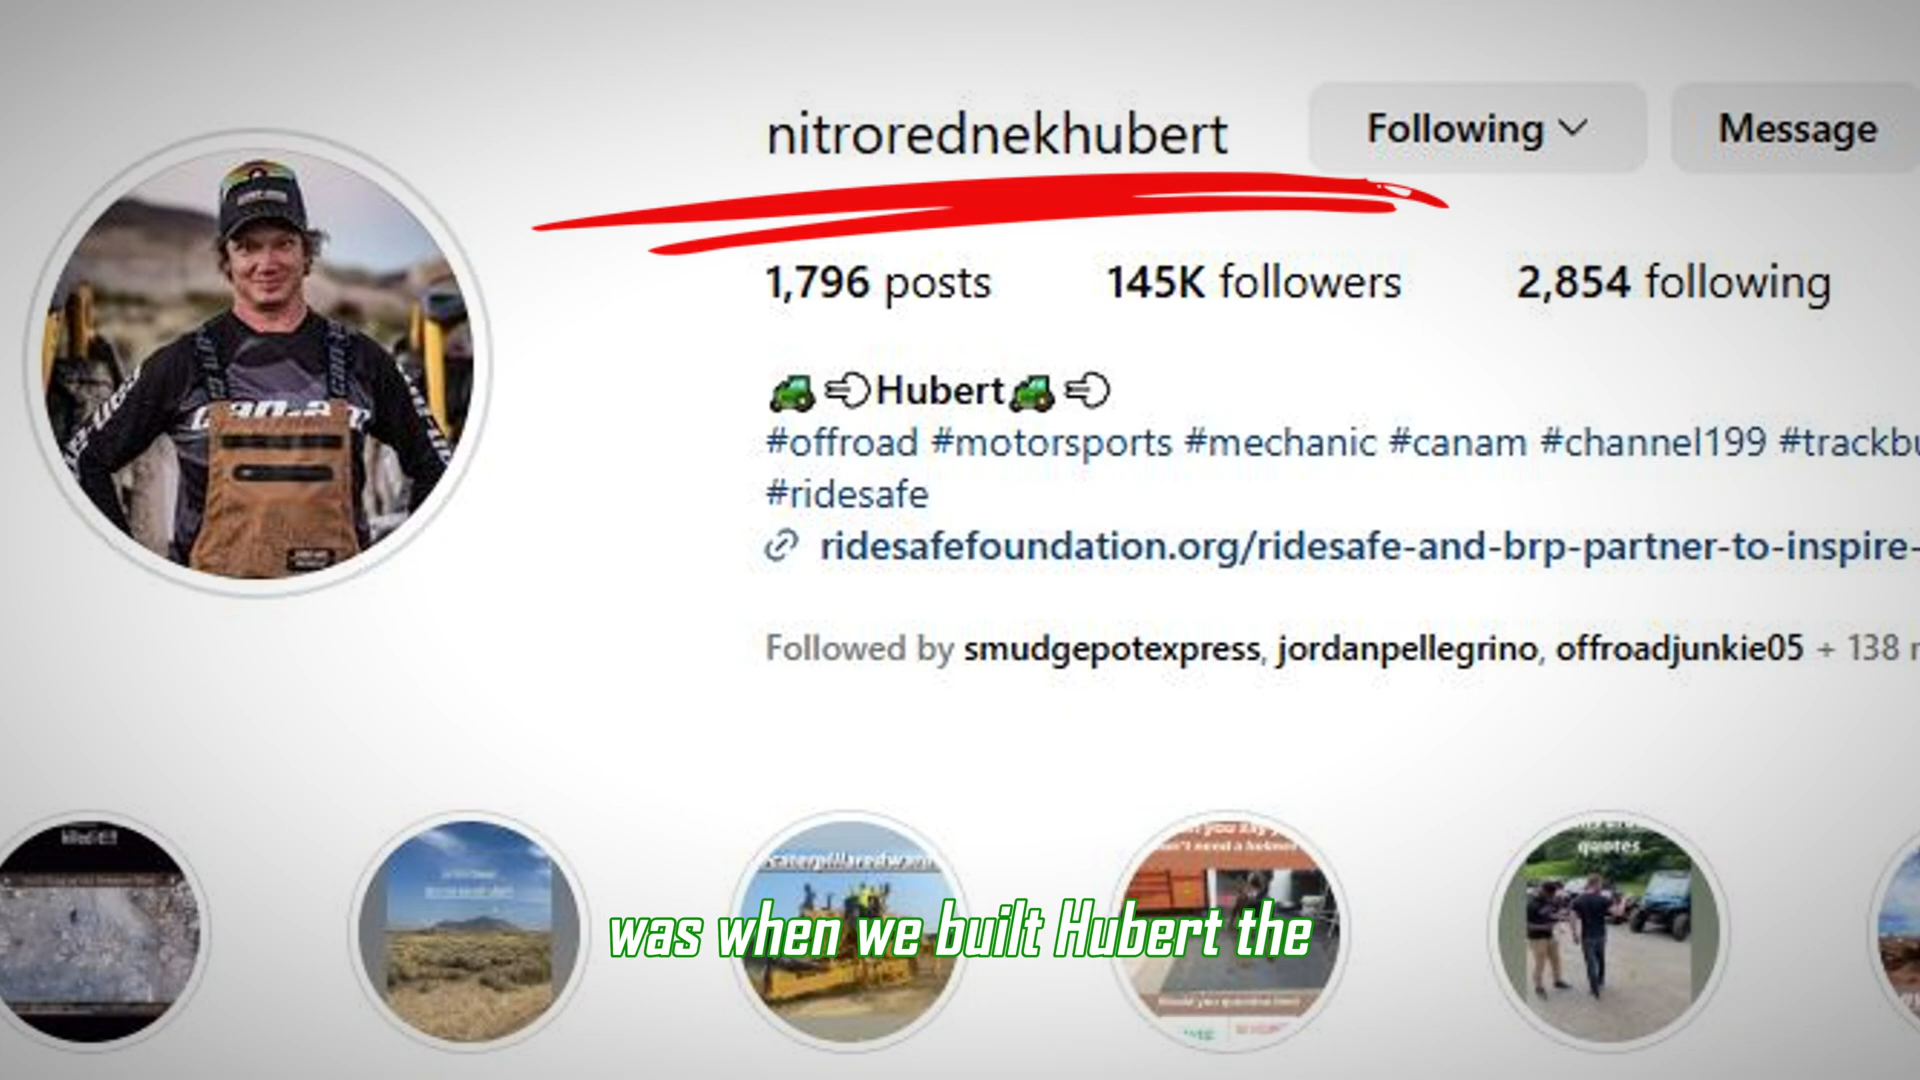 nitrorednekhubert
Following
Message
1,796 posts
145K followers
2,854 following
Hubert
#offroad #motorsports #mechanic #canam #channel199
#ridesafe
ridesafefoundation.org/ridesafe-and-brp-partner-to-inspire-
Followed by smudgepotexpress, jordanpellegrino, offroadjunkie05 + 138
can-am
quotes
was when we built Hubert the